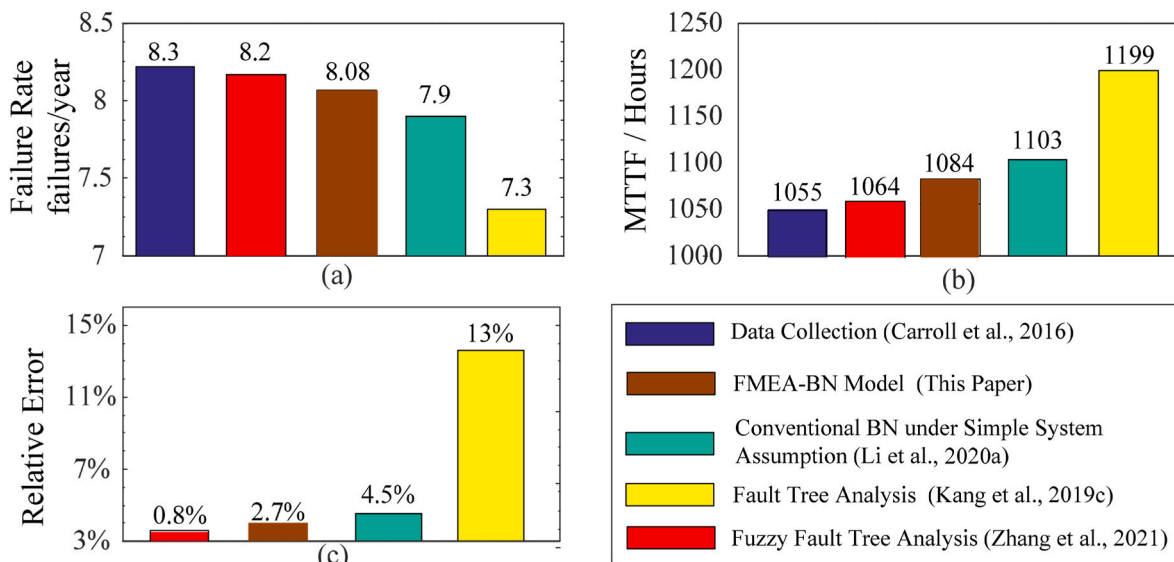 8.5
8
7.5
7
Failure Rate
failures/year
8.3
8.2
8.08
7.9
7.3
(a)
1250
1200
1150
1100
1050
1000
MTTF / Hours
1055
1064
1084
1103
1199
(b)
15%
11%
7%
3%
Relative Error
0.8%
2.7%
4.5%
13%
(c)
Data Collection (Carroll et al., 2016)
FMEA-BN Model (This Paper)
Conventional BN under Simple System
Assumption (Li et al., 2020a)
Fault Tree Analysis (Kang et al., 2019c)
Fuzzy Fault Tree Analysis (Zhang et al., 2021)